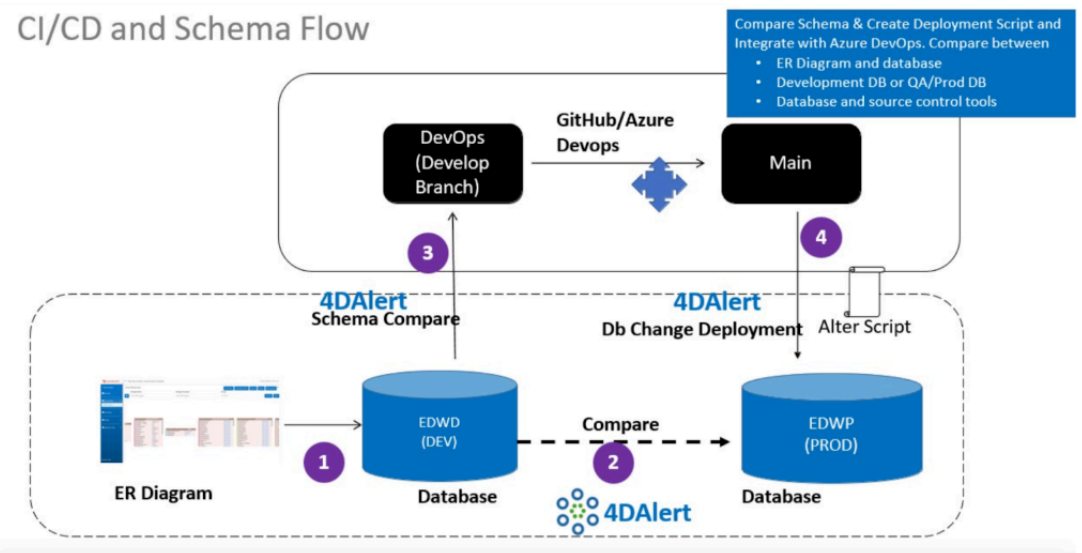 CI/CD and Schema Flow
Compare Schema & Create Deployment Script and
Integrate with Azure DevOps. Compare between
• ER Diagram and database
• Development DB or QA/Prod DB
• Database and source control tools
DevOps
(Develop
Branch)
GitHub/Azure
Devops
Main
3
4
4DAlert
Schema Compare
4DAlert
Db Change Deployment
Alter Script
EDWD
(DEV)
Compare
EDWP
(PROD)
1
2
ER Diagram
Database
Database
4DAlert